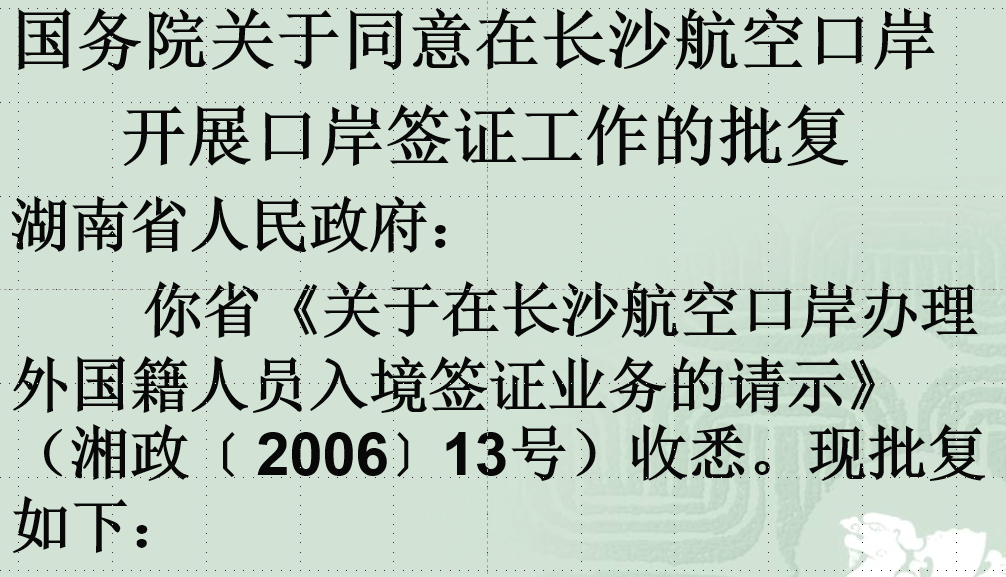 国务院关于同意在长沙航空口岸
开展口岸签证工作的批复
湖南省人民政府：
你省《关于在长沙航空口岸办理
外国籍人员入境签证业务的请示》
（湘政﹝2006﹞13号）收悉。现批复
如下：